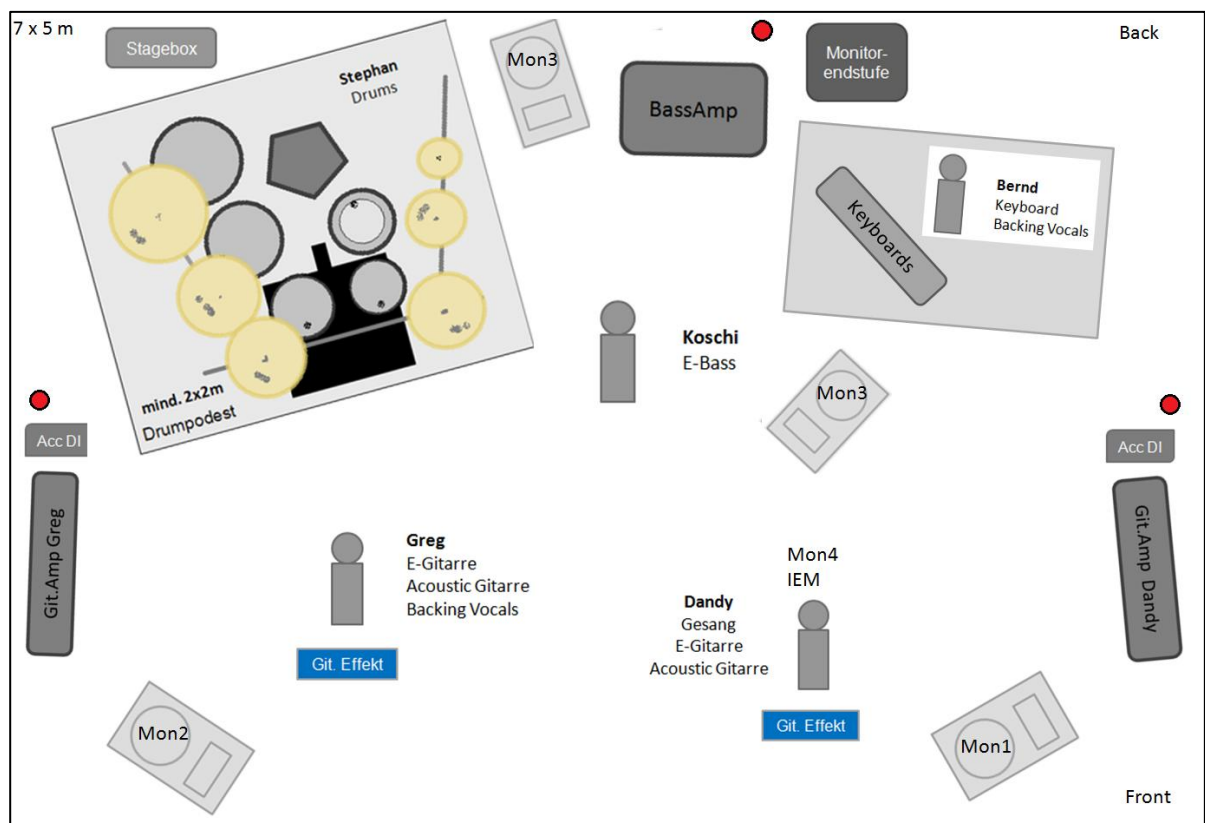 7 x 5 m
Back
Stagebox
Stephan
Drums
Mon3
BassAmp
Monitor-
endstufe
Bernd
Keyboard
Backing Vocals
Keyboards
Koschi
E-Bass
Mon3
mind. 2x2m
Drumpodest
Acc DI
Acc DI
Git.Amp Greg
Greg
E-Gitarre
Acoustic Gitarre
Backing Vocals
Git. Effekt
Mon4
IEM
Dandy
Gesang
E-Gitarre
Acoustic Gitarre
Git. Effekt
Git.Amp Dandy
Mon2
Mon1
Front